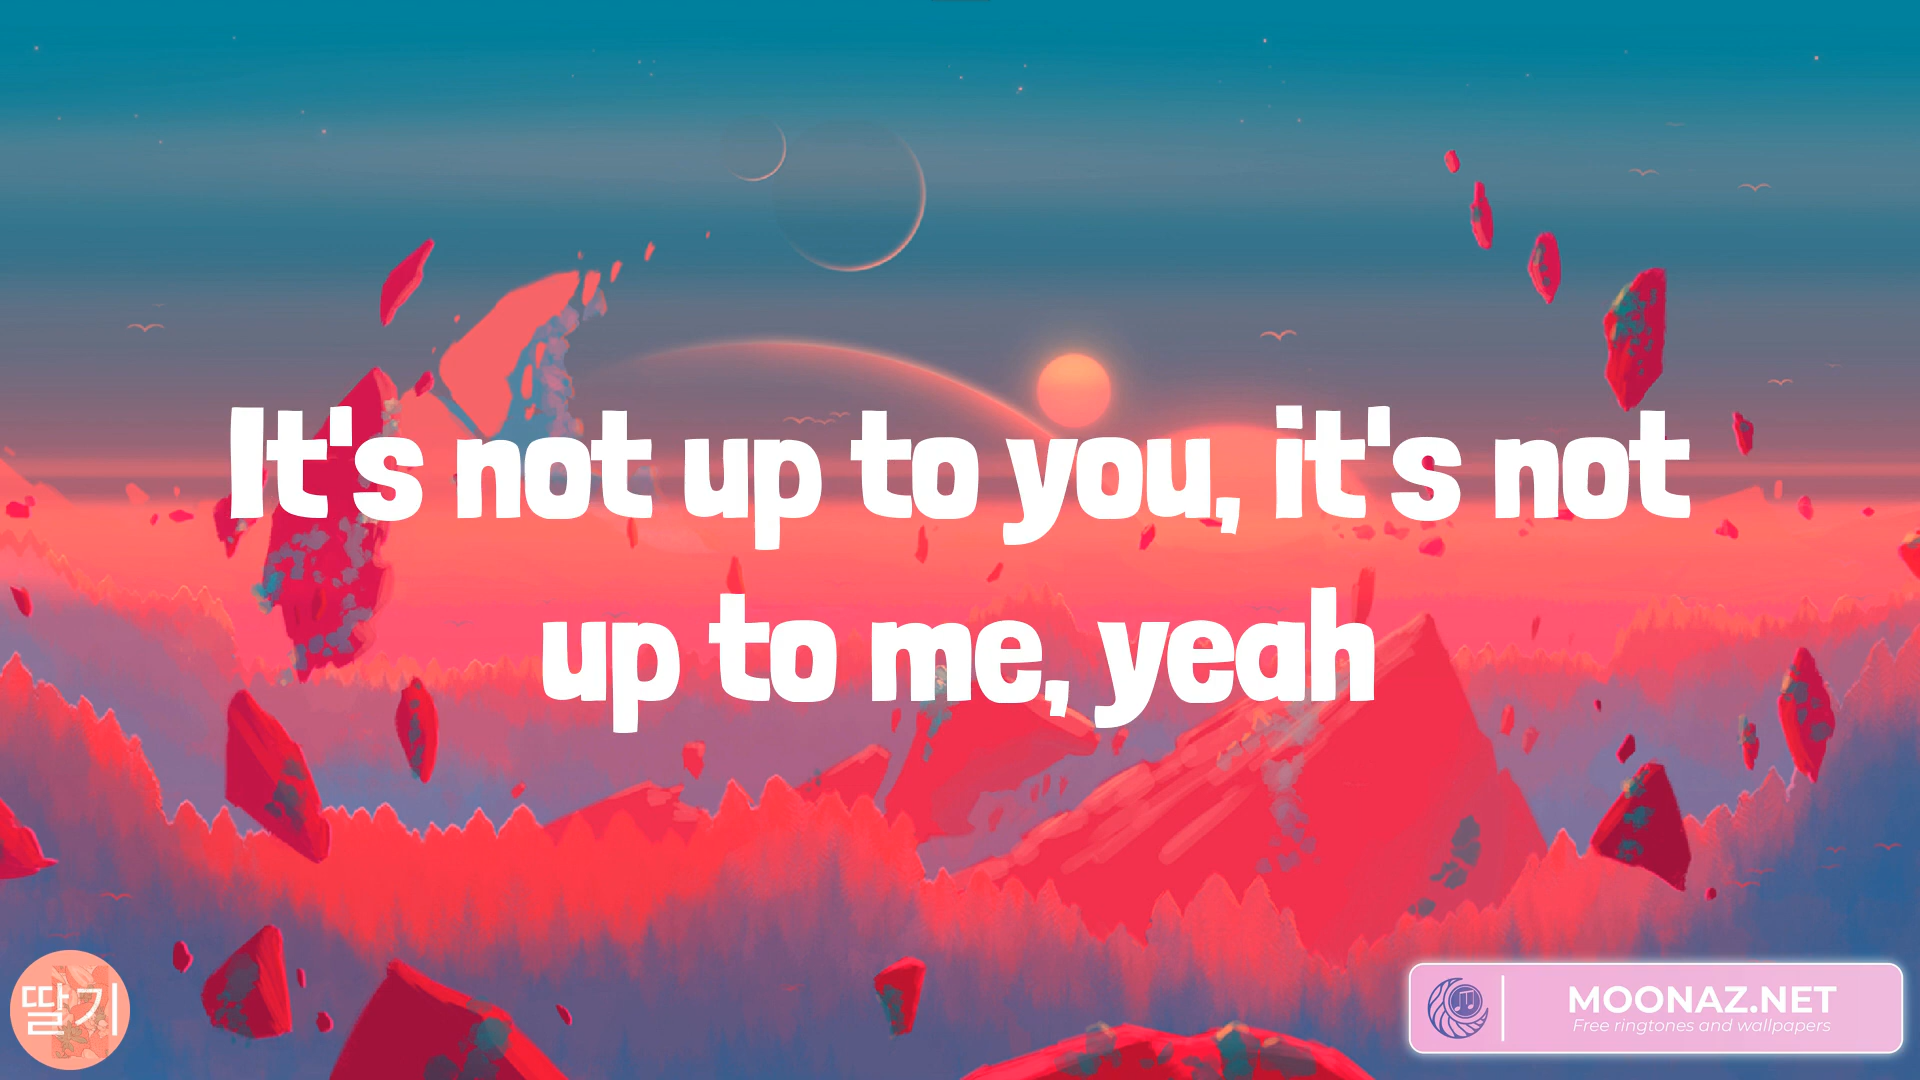 It's not up to you, it's not
up to me, yeah
딸기
MOONAZ.NET
Free ringtones and wallpapers